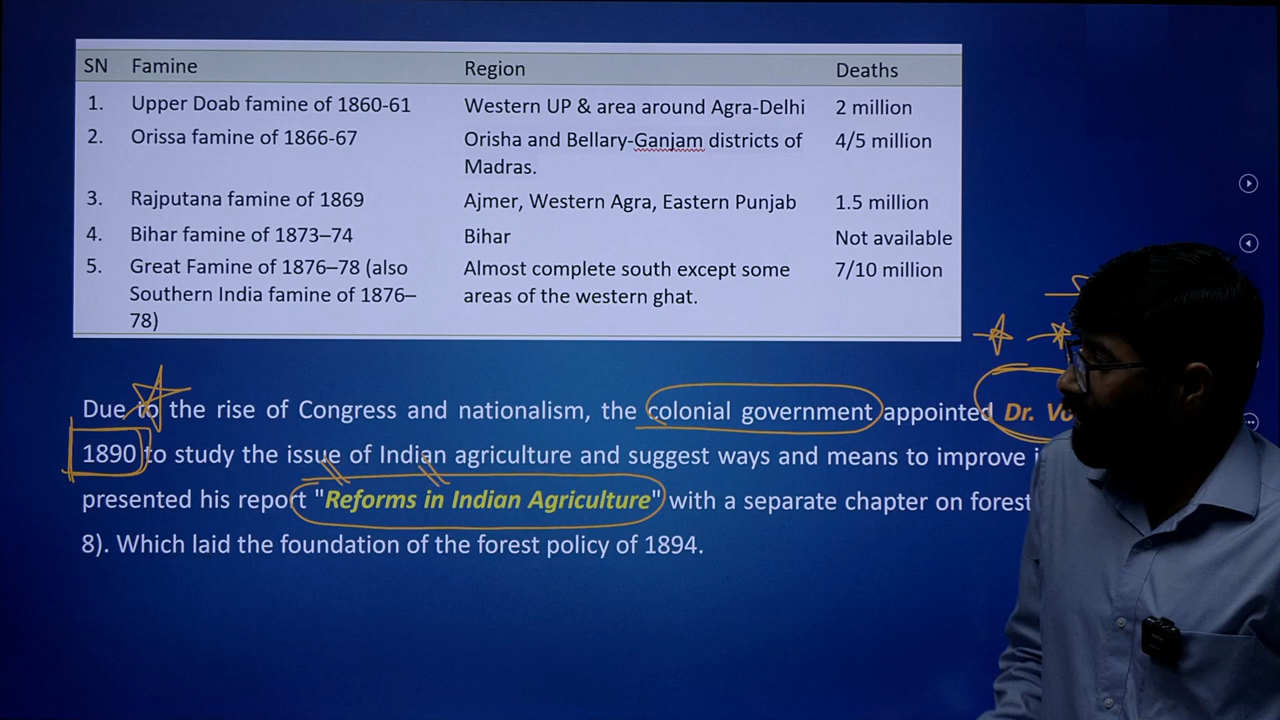 SN Famine Region Deaths
1. Upper Doab famine of 1860-61 Western UP & area around Agra-Delhi 2 million
2. Orissa famine of 1866-67 Orisha and Bellary-Ganjam districts of Madras. 4/5 million
3. Rajputana famine of 1869 Ajmer, Western Agra, Eastern Punjab 1.5 million
4. Bihar famine of 1873–74 Bihar Not available
5. Great Famine of 1876–78 (also Southern India famine of 1876–78) Almost complete south except some areas of the western ghat. 7/10 million
Due to the rise of Congress and nationalism, the colonial government appointed Dr.
1890 to study the issue of Indian agriculture and suggest ways and means to improve
presented his report "Reforms in Indian Agriculture" with a separate chapter on forest
8). Which laid the foundation of the forest policy of 1894.